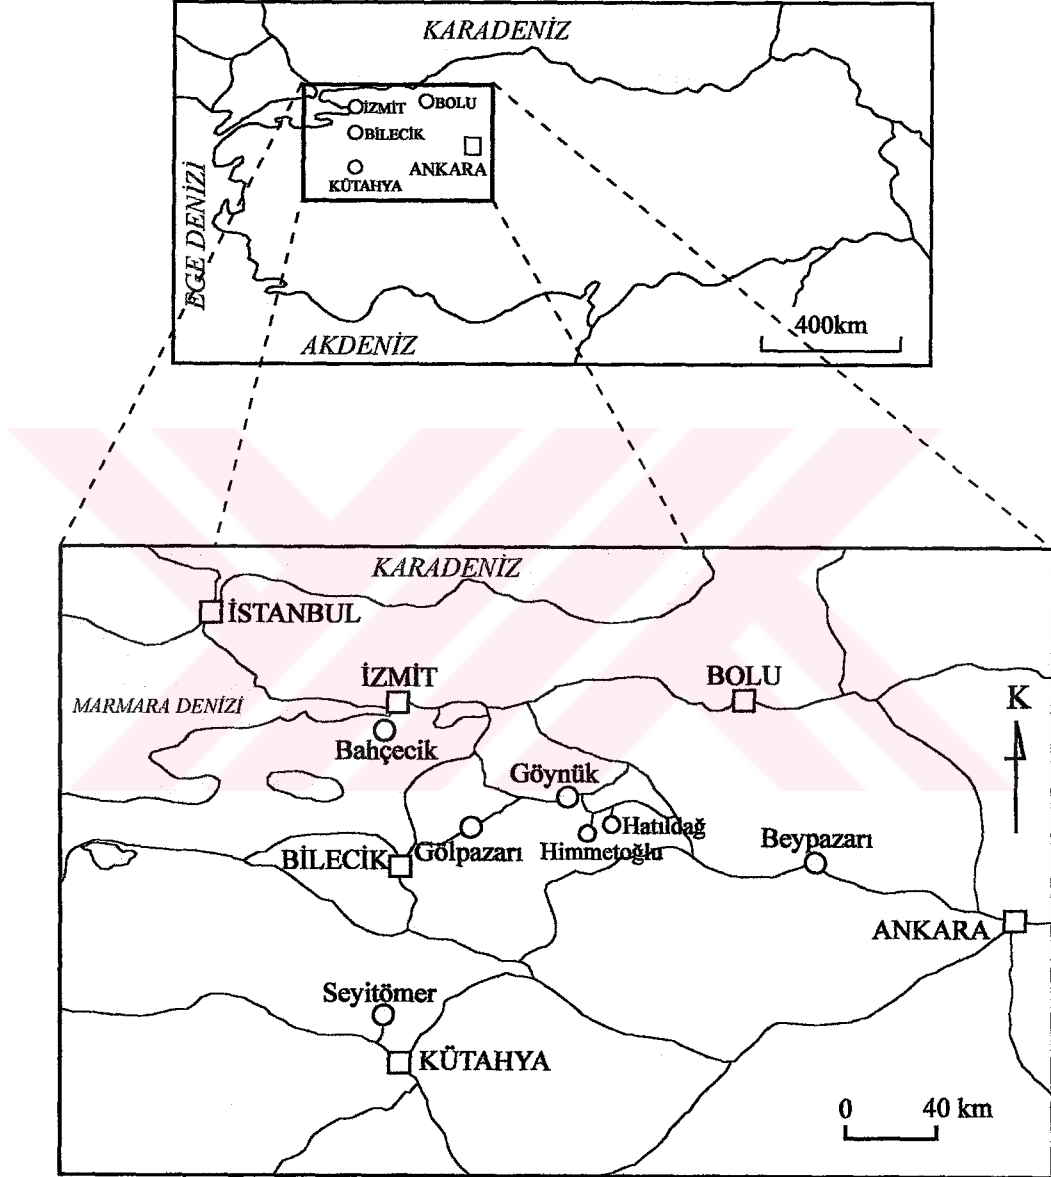 KARADENİZ
İZMİT
BOLU
BİLECİK
ANKARA
KÜTAHYA
EGE DENİZİ
400km
AKDENİZ
KARADENİZ
İSTANBUL
İZMİT
BOLU
MARMARA DENİZİ
K
Bahçecik
Göynük
Hatıldağ
Beypazarı
BİLECİK
Gölpazarı
Himmetoğlu
ANKARA
Seyitömer
KÜTAHYA
0 40 km